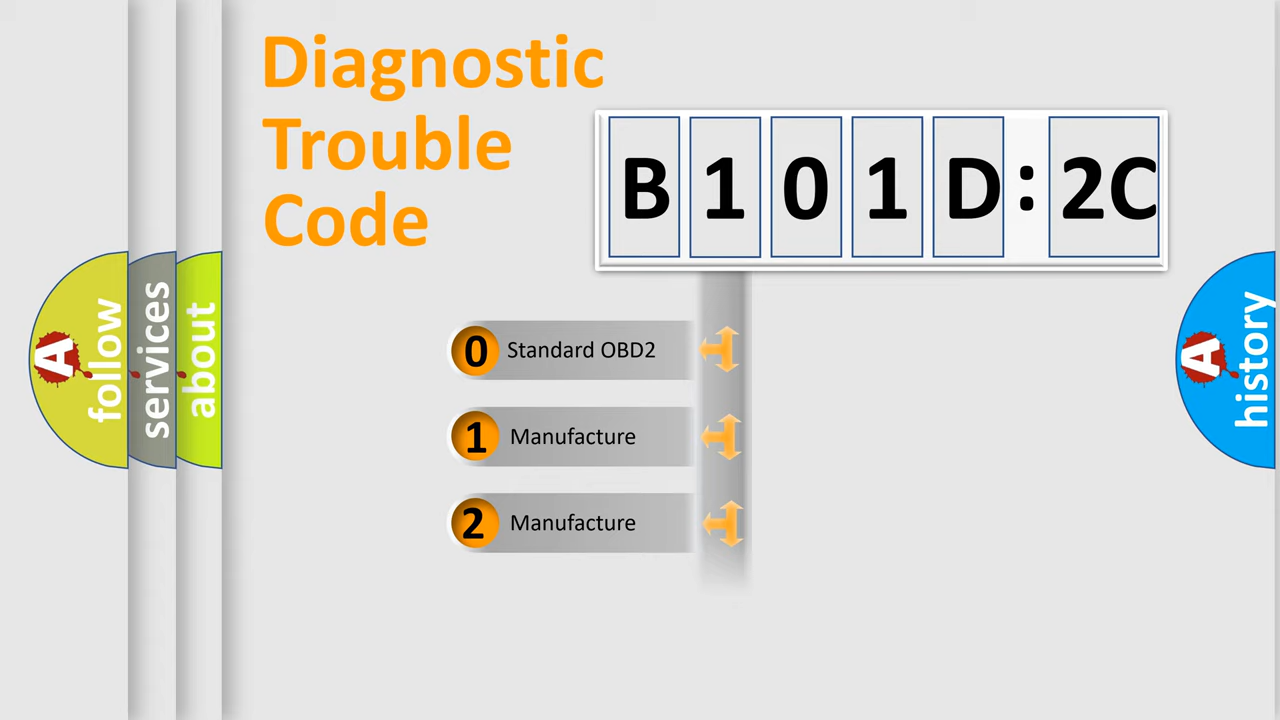 Diagnostic
Trouble
Code
B 1 0 1 D : 2C
0 Standard OBD2
1 Manufacture
2 Manufacture
A follow
services
about
A history